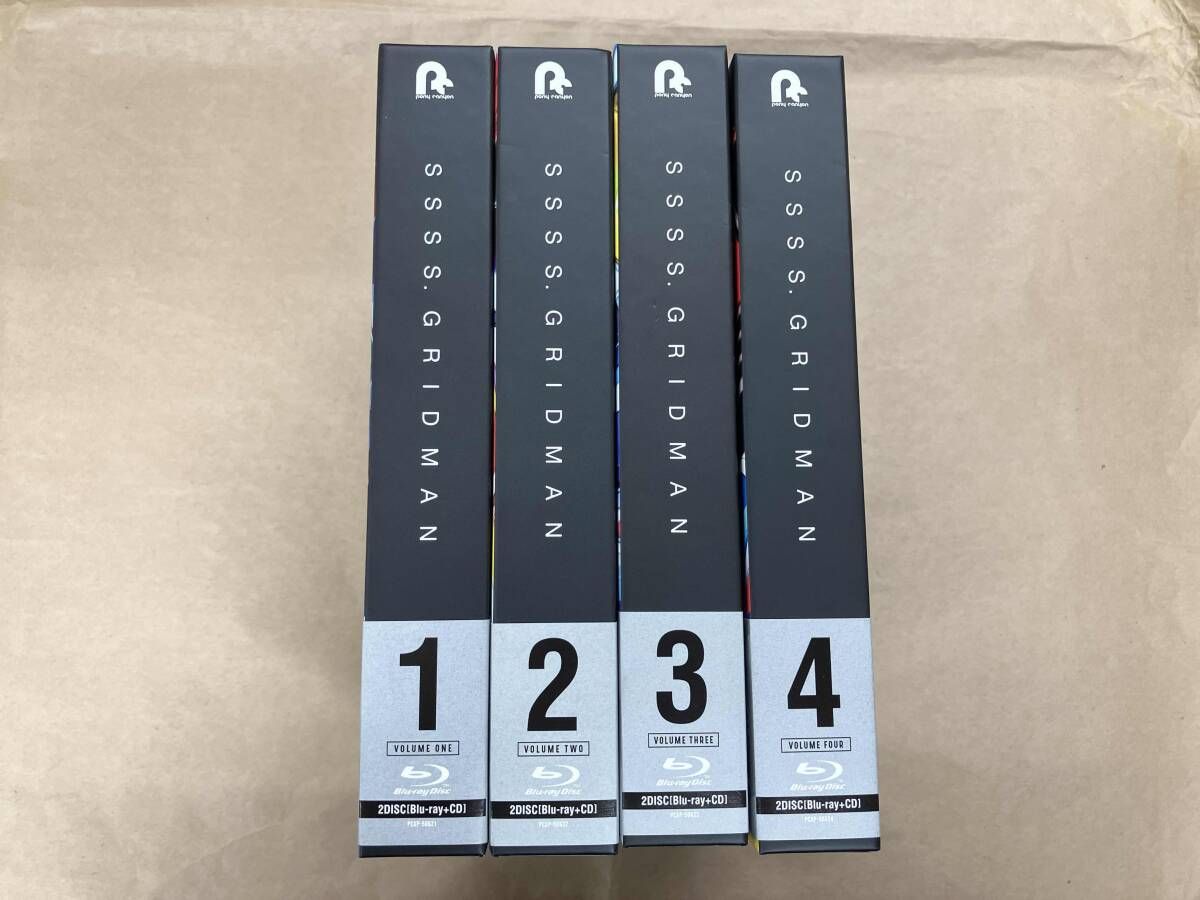 pony canyon
SSSS.GRIDMAN
1
VOLUME ONE
Blu-ray Disc
2DISC[Blu-ray+CD]
pony canyon
SSSS.GRIDMAN
2
VOLUME TWO
Blu-ray Disc
2DISC[Blu-ray+CD]
pony canyon
SSSS.GRIDMAN
3
VOLUME THREE
Blu-ray Disc
2DISC[Blu-ray+CD]
pony canyon
SSSS.GRIDMAN
4
VOLUME FOUR
Blu-ray Disc
2DISC[Blu-ray+CD]